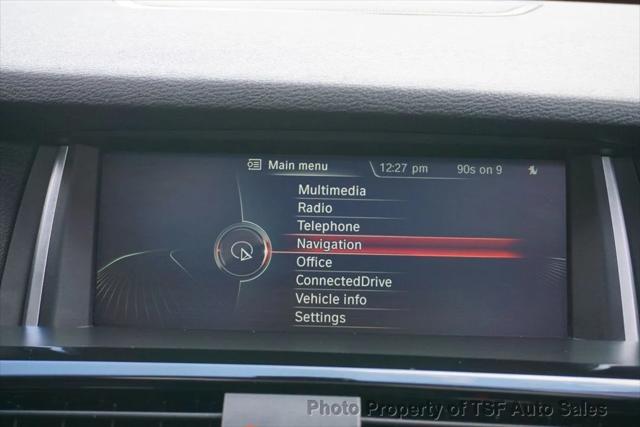 Main menu 12:27 pm 90s on 9
Multimedia
Radio
Telephone
Navigation
Office
ConnectedDrive
Vehicle info
Settings
Photo Property of TSF Auto Sales